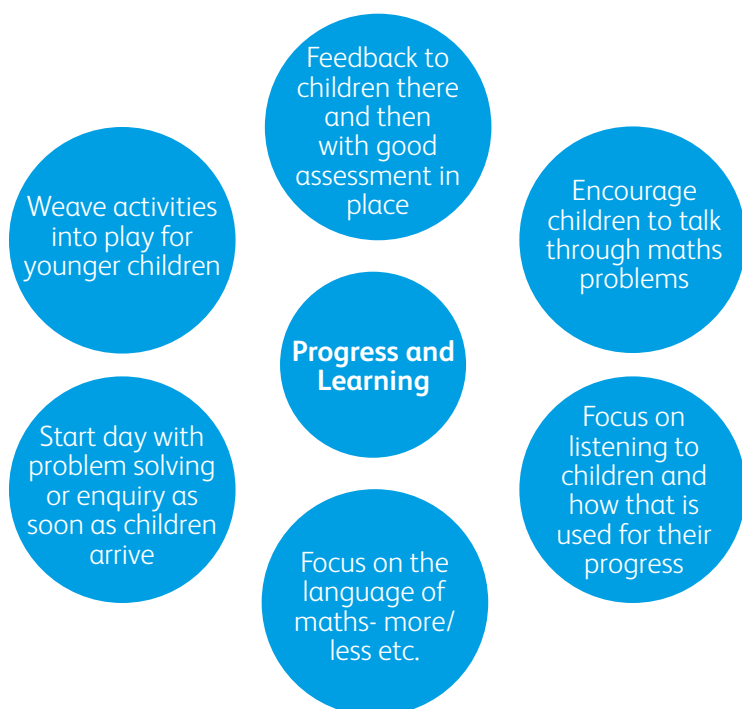 Feedback to
children there
and then
with good
assessment in
place
Weave activities
into play for
younger children
Encourage
children to talk
through maths
problems
Progress and
Learning
Start day with
problem solving
or enquiry as
soon as children
arrive
Focus on
listening to
children and
how that is
used for their
progress
Focus on the
language of
maths- more/
less etc.